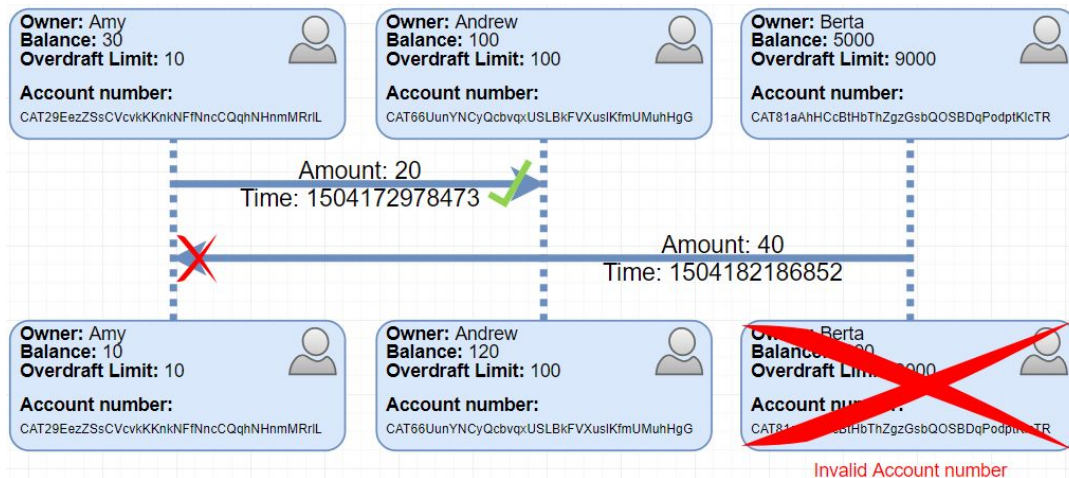 Owner: Amy
Balance: 30
Overdraft Limit: 10
Account number:
CAT29EezZSsCVcvkKKnkNFfNncCQqhNHnmMRrlL
Owner: Andrew
Balance: 100
Overdraft Limit: 100
Account number:
CAT66UunYNCyQcbvqxUSLBkFVXuslKfmUMuhHgG
Owner: Berta
Balance: 5000
Overdraft Limit: 9000
Account number:
CAT81aAhHCcBtHbThZgzGsbQOSBDqPodptKlcTR
Amount: 20
Time: 1504172978473
Amount: 40
Time: 1504182186852
Owner: Amy
Balance: 10
Overdraft Limit: 10
Account number:
CAT29EezZSsCVcvkKKnkNFfNncCQqhNHnmMRrlL
Owner: Andrew
Balance: 120
Overdraft Limit: 100
Account number:
CAT66UunYNCyQcbvqxUSLBkFVXuslKfmUMuhHgG
Berta
Overdraft
Account
Invalid Account number